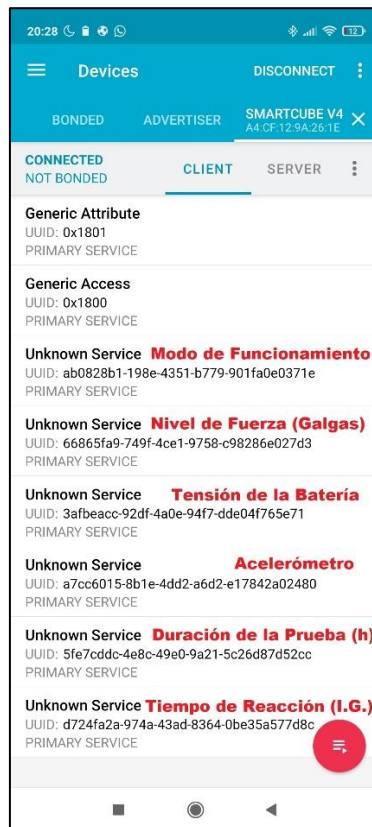 20:28
12
Devices
DISCONNECT
BONDED
ADVERTISER
SMARTCUBE V4
A4:CF:12:9A:26:1E
CONNECTED
NOT BONDED
CLIENT
SERVER
Generic Attribute
UUID: 0x1801
PRIMARY SERVICE
Generic Access
UUID: 0x1800
PRIMARY SERVICE
Unknown Service Modo de Funcionamiento
UUID: ab0828b1-198e-4351-b779-901fa0e0371e
PRIMARY SERVICE
Unknown Service Nivel de Fuerza (Galgas)
UUID: 66865fa9-749f-4ce1-9758-c98286e027d3
PRIMARY SERVICE
Unknown Service Tensión de la Batería
UUID: 3afbeacc-92df-4a0e-94f7-dde04f765e71
PRIMARY SERVICE
Unknown Service Acelerómetro
UUID: a7cc6015-8b1e-4dd2-a6d2-e17842a02480
PRIMARY SERVICE
Unknown Service Duración de la Prueba (h)
UUID: 5fe7cddc-4e8c-49e0-9a21-5c26d87d52cc
PRIMARY SERVICE
Unknown Service Tiempo de Reacción (I.G.)
UUID: d724fa2a-974a-43ad-8364-0be35a577d8c
PRIMARY SERVICE